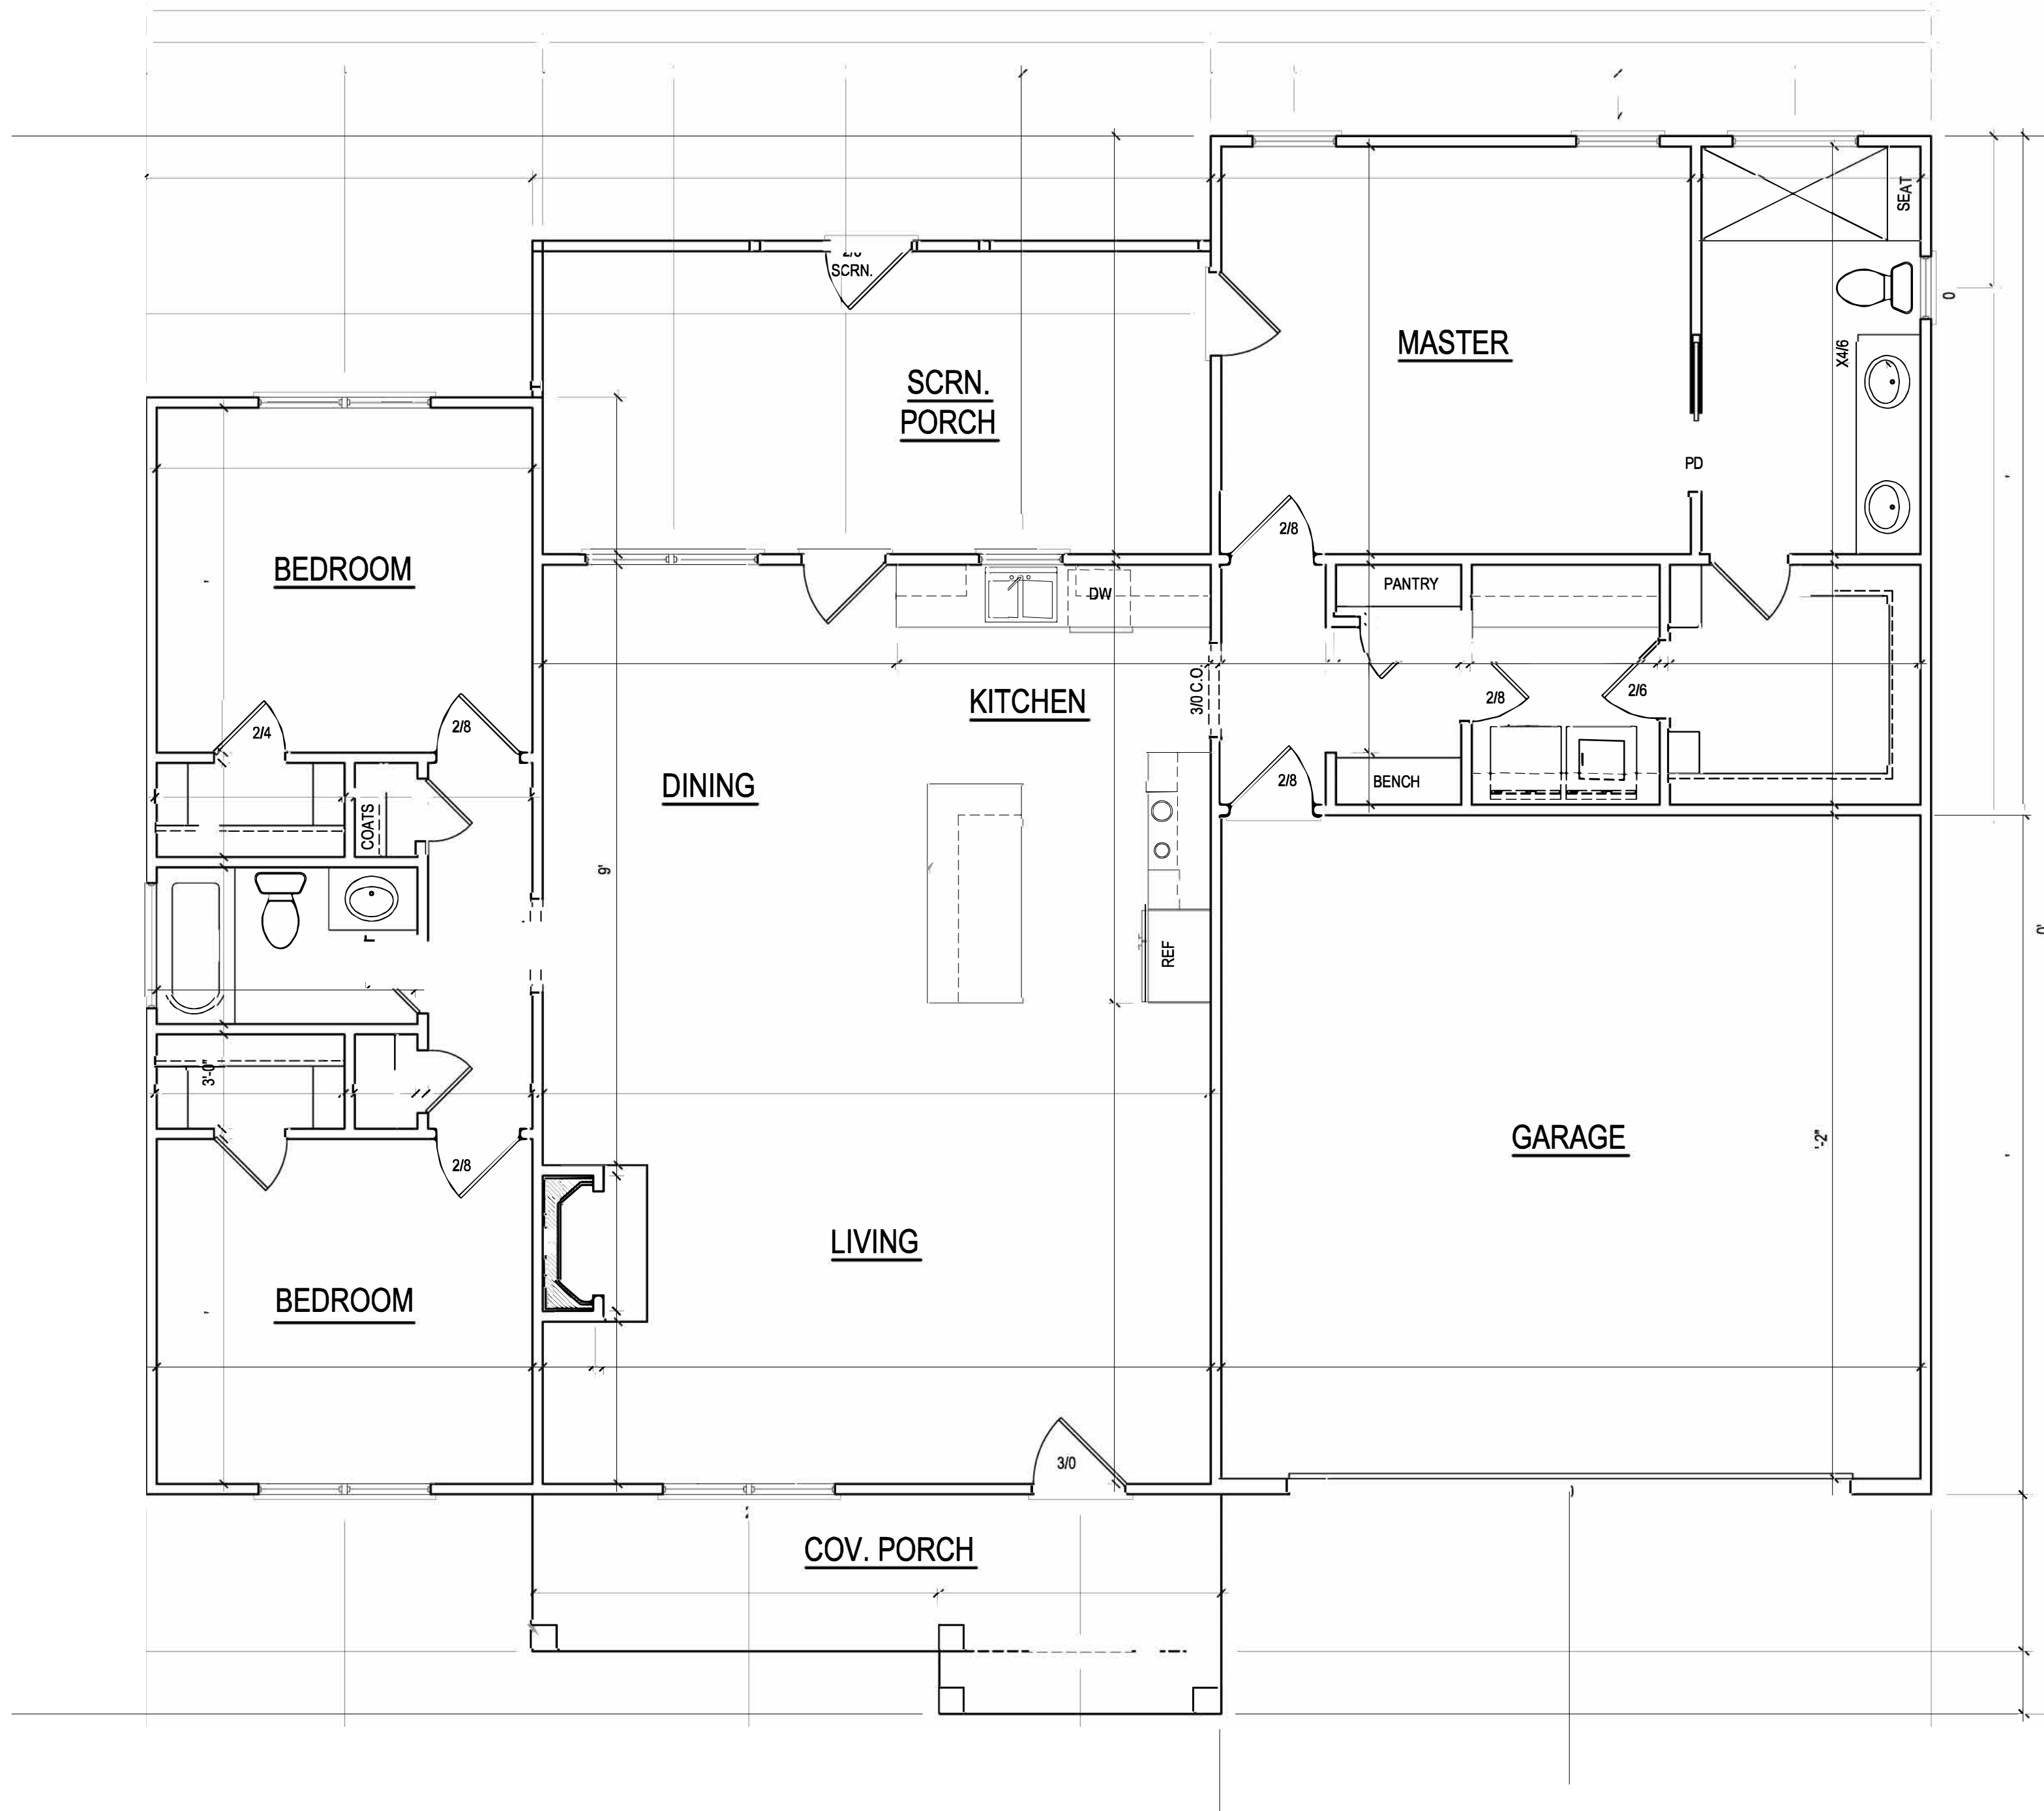 SCRN.
SEAT
MASTER
X4/6
SCRN.
PORCH
PD
2/8
BEDROOM
PANTRY
DW
3/0 C.O.
KITCHEN
2/8
2/6
2/4
2/8
DINING
2/8
BENCH
COATS
9'
REF
3'-0"
GARAGE
2/8
LIVING
BEDROOM
3/0
COV. PORCH